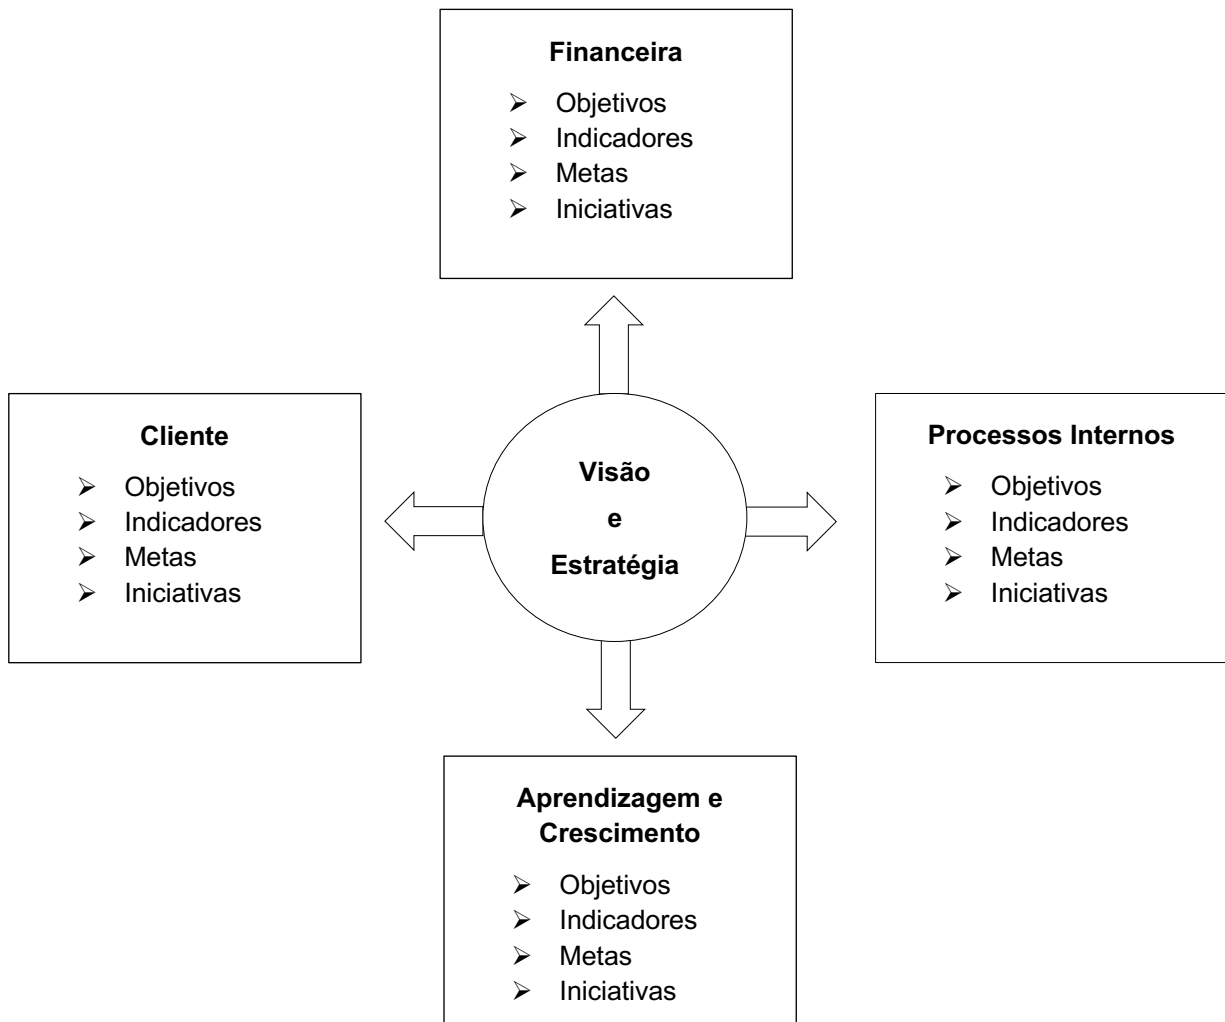 Financeira
➢ Objetivos
➢ Indicadores
➢ Metas
➢ Iniciativas
Cliente
➢ Objetivos
➢ Indicadores
➢ Metas
➢ Iniciativas
Visão
e
Estratégia
Processos Internos
➢ Objetivos
➢ Indicadores
➢ Metas
➢ Iniciativas
Aprendizagem e
Crescimento
➢ Objetivos
➢ Indicadores
➢ Metas
➢ Iniciativas